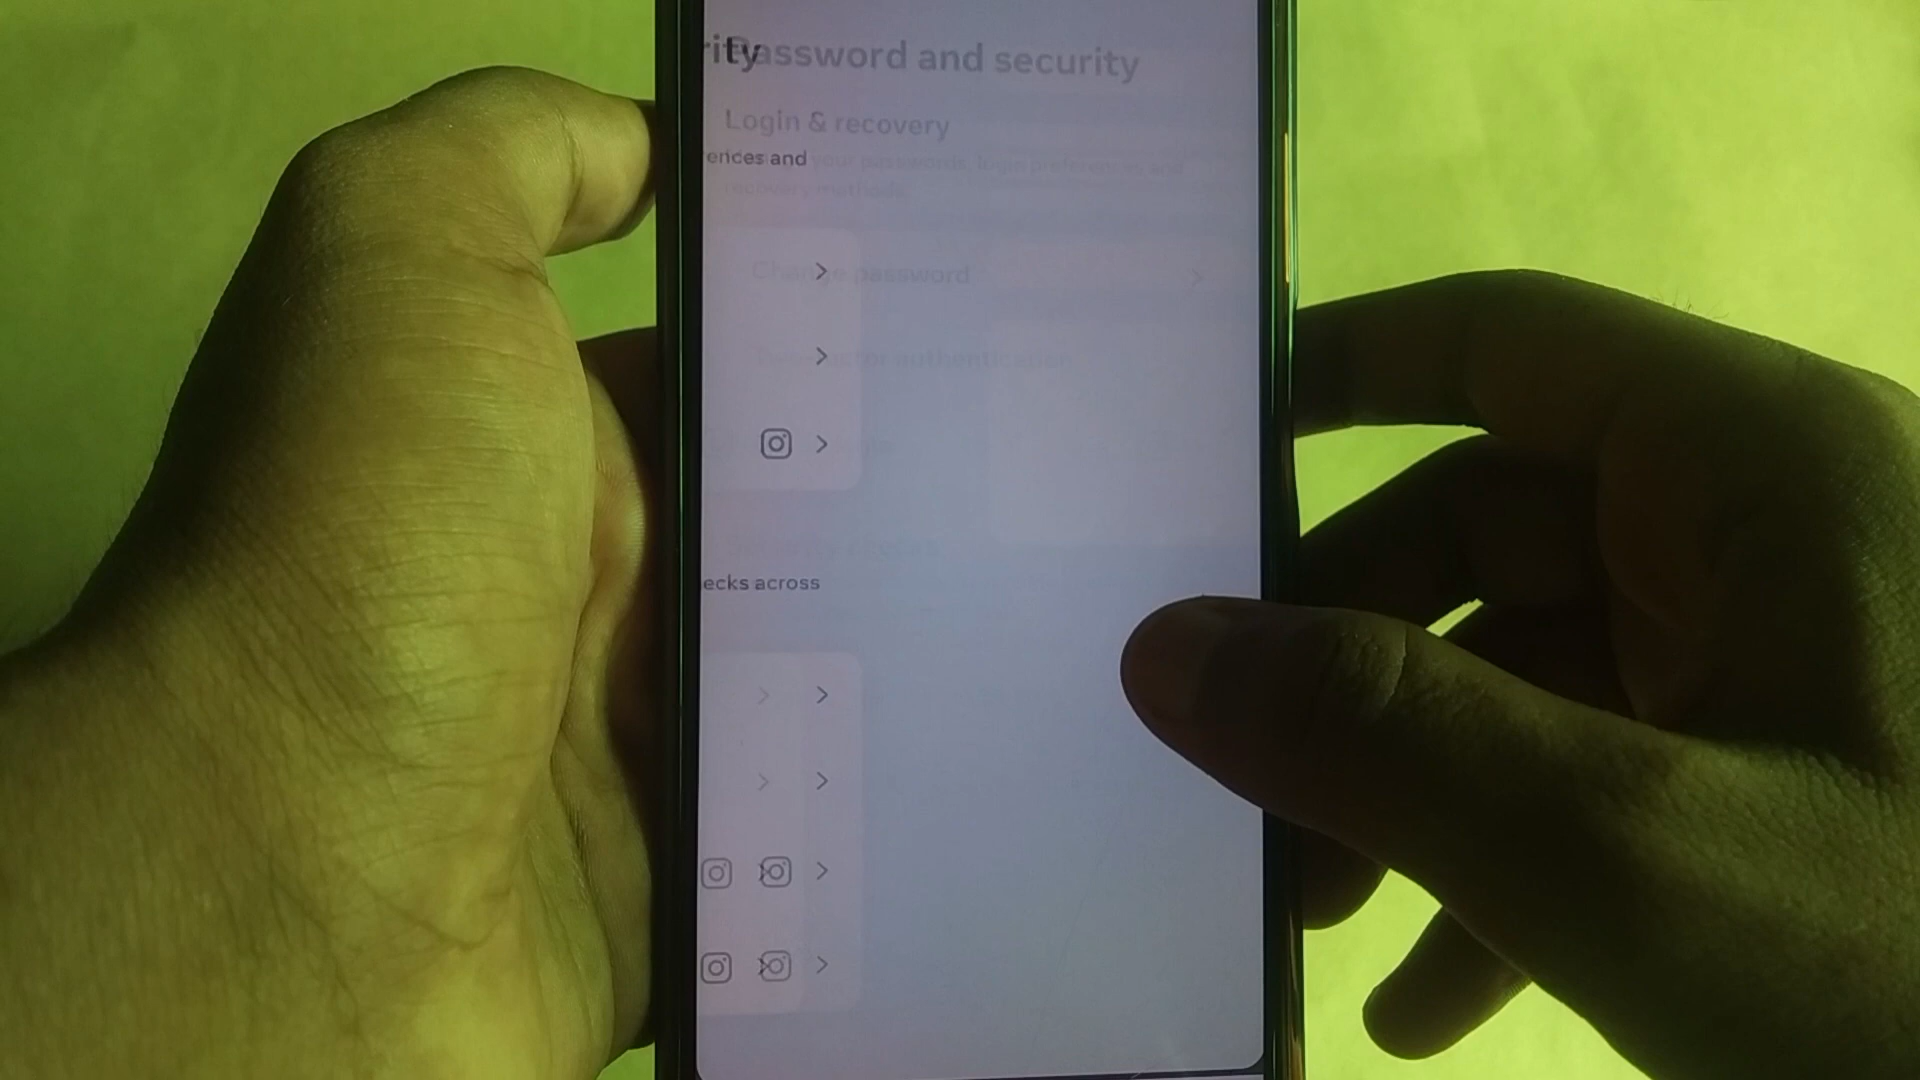 rity
Password and security
Login & recovery
ences and
your passwords, login preferences and
recovery methods.
Change password
Two-factor authentication
ecks across